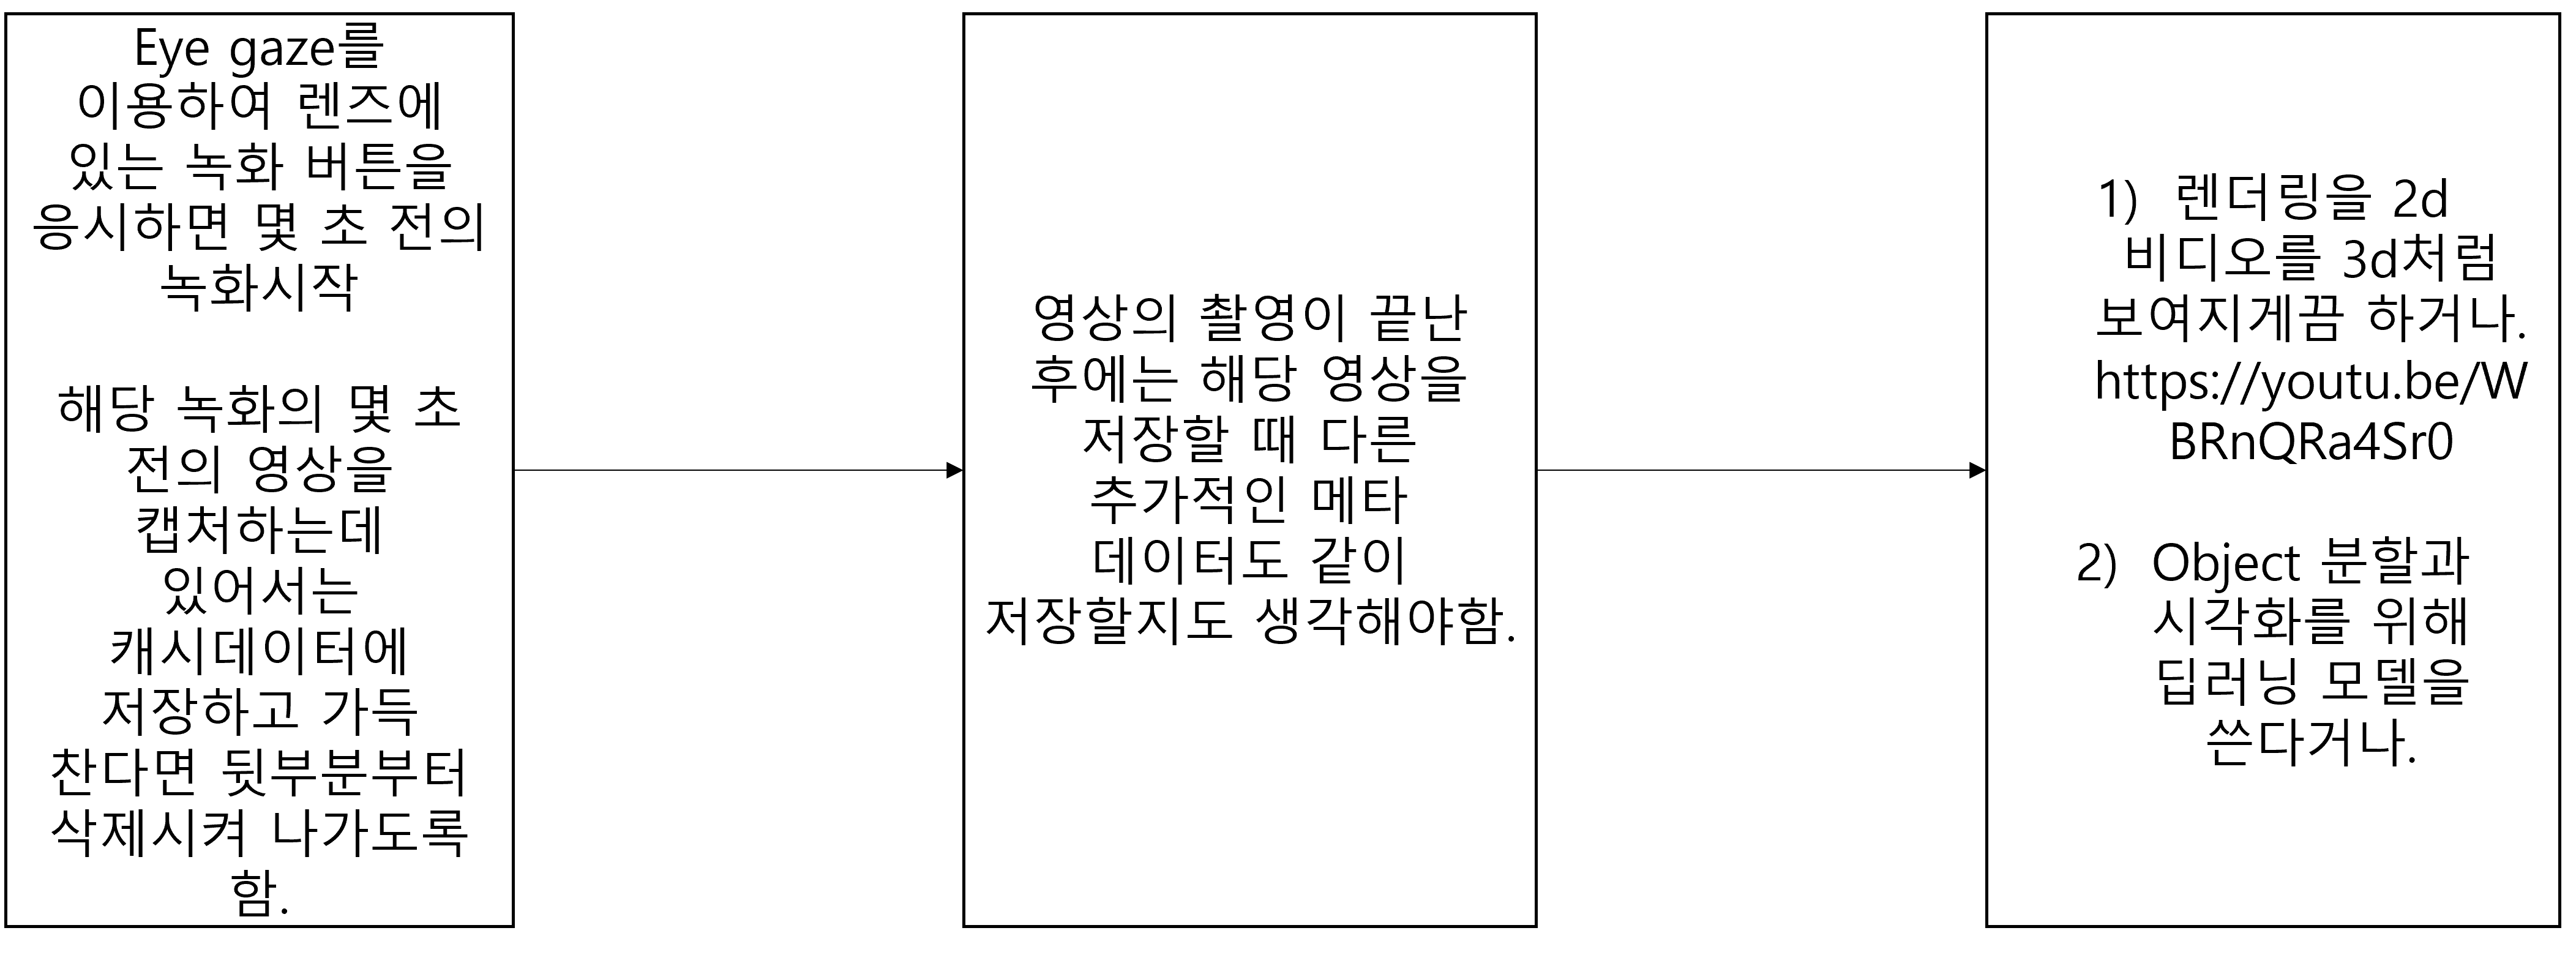 Eye gaze를
이용하여 렌즈에
있는 녹화 버튼을
응시하면 몇 초 전의
녹화시작
해당 녹화의 몇 초
전의 영상을
캡처하는데
있어서는
캐시데이터에
저장하고 가득
찬다면 뒷부분부터
삭제시켜 나가도록
함.
영상의 촬영이 끝난
후에는 해당 영상을
저장할 때 다른
추가적인 메타
데이터도 같이
저장할지도 생각해야함.
1) 렌더링을 2d
비디오를 3d처럼
보여지게끔 하거나.
https://youtu.be/W
BRnQRa4Sr0
2) Object 분할과
시각화를 위해
딥러닝 모델을
쓴다거나.